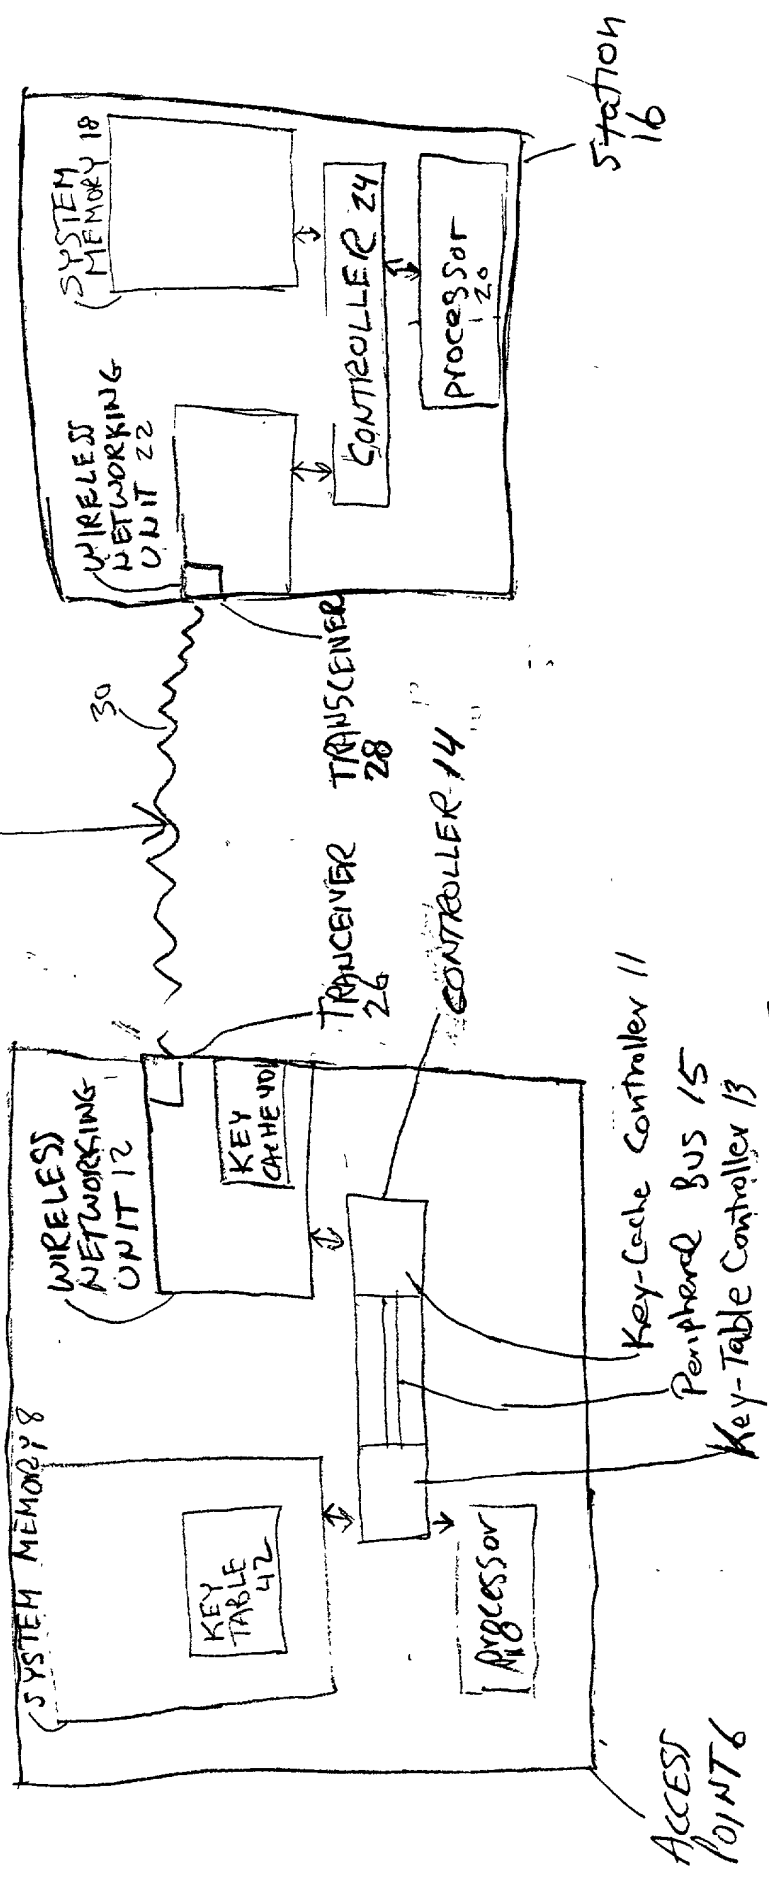 SYSTEM MEMORY 8
KEY
TABLE
42
WIRELESS
NETWORKING
UNIT 12
KEY
CACHE 40
Processor
TRANCEIVER
26
CONTROLLER 14
Key-Cache Controller 11
Peripheral BUS 15
Key-Table Controller 13
ACCESS
POINT 6
30
WIRELESS
NETWORKING
UNIT 22
SYSTEM
MEMORY 18
CONTROLLER 24
processor
20
TRANSCEIVER
28
Station
16